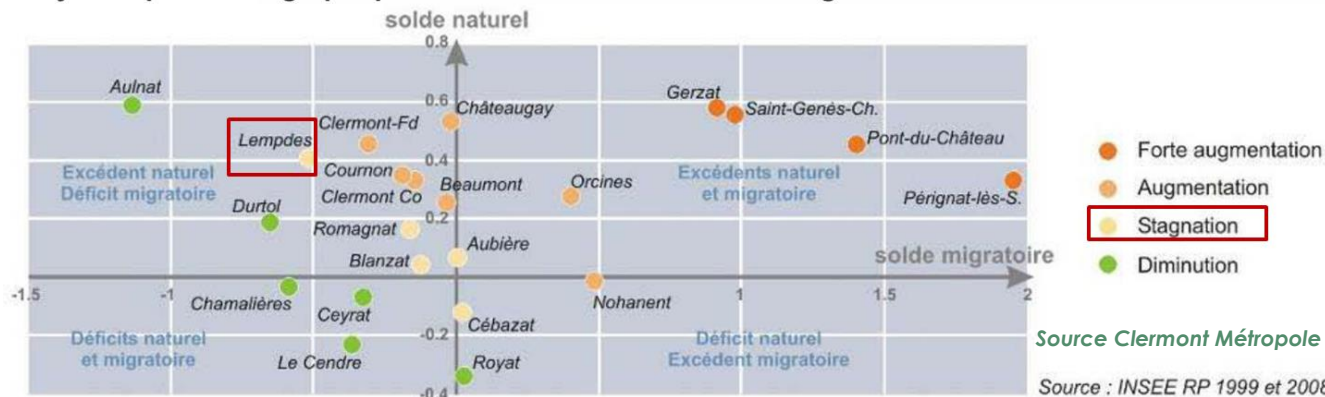 solde naturel
0.8
Aulnat
0.6
Gerzat
Châteaugay
Saint-Genès-Ch.
Clermont-Fd
Lempdes
Pont-du-Château
Forte augmentation
0.4
Excédent naturel
Déficit migratoire
Cournon
Excédents naturel
et migratoire
Augmentation
Clermont Co
Beaumont
Orcines
Pérignat-lès-S.
Durtol
0.2
Romagnat
Stagnation
Aubière
Blanzat
solde migratoire
Diminution
-1.5
-1
1
1.5
2
Chamalières
Ceyrat
Nohanent
Cébazat
Déficits naturel
et migratoire
-0.2
Déficit naturel
Excédent migratoire
Source Clermont Métropole
Le Cendre
Royat
-0.4
Source : INSEE RP 1999 et 2008